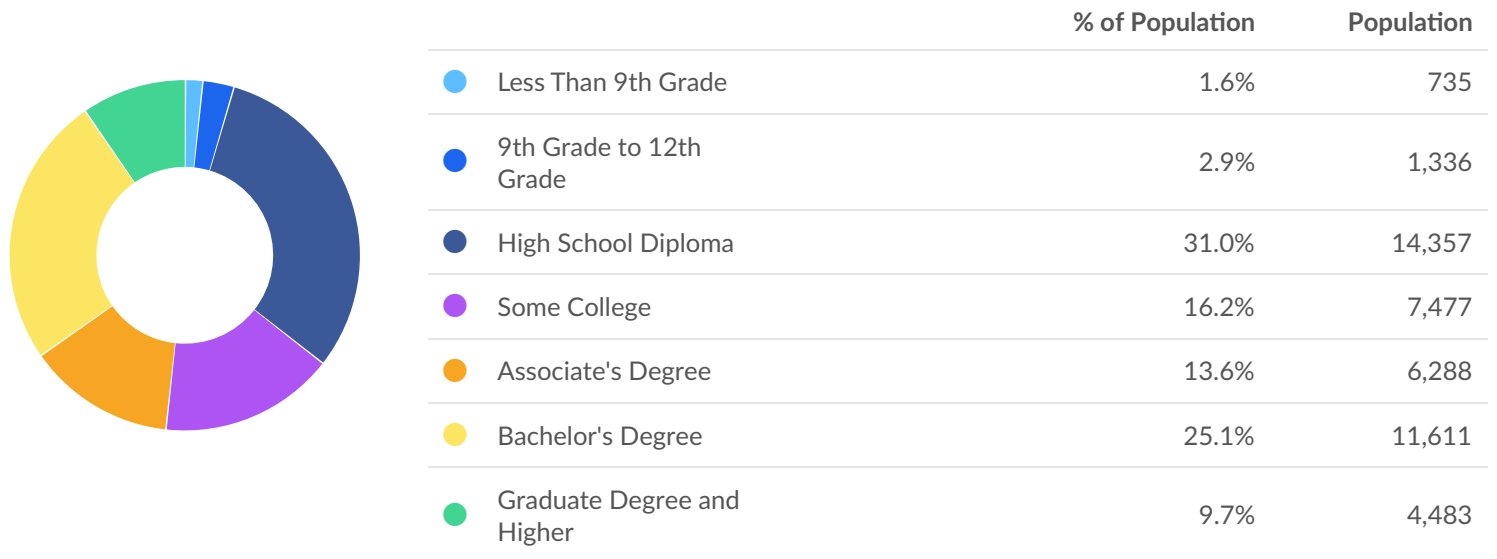 % of Population Population
Less Than 9th Grade 1.6% 735
9th Grade to 12th
Grade 2.9% 1,336
High School Diploma 31.0% 14,357
Some College 16.2% 7,477
Associate's Degree 13.6% 6,288
Bachelor's Degree 25.1% 11,611
Graduate Degree and
Higher 9.7% 4,483